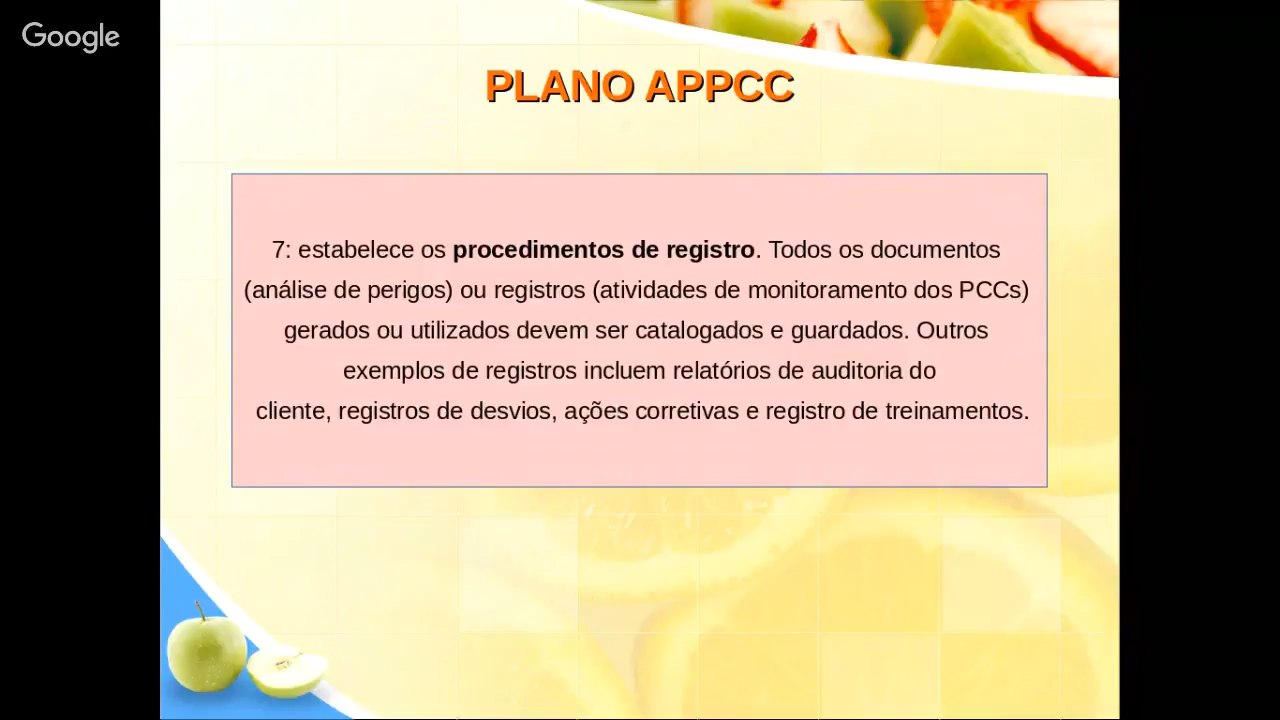 Google
PLANO APPCC
7: estabelece os procedimentos de registro. Todos os documentos
(análise de perigos) ou registros (atividades de monitoramento dos PCCs)
gerados ou utilizados devem ser catalogados e guardados. Outros
exemplos de registros incluem relatórios de auditoria do
cliente, registros de desvios, ações corretivas e registro de treinamentos.